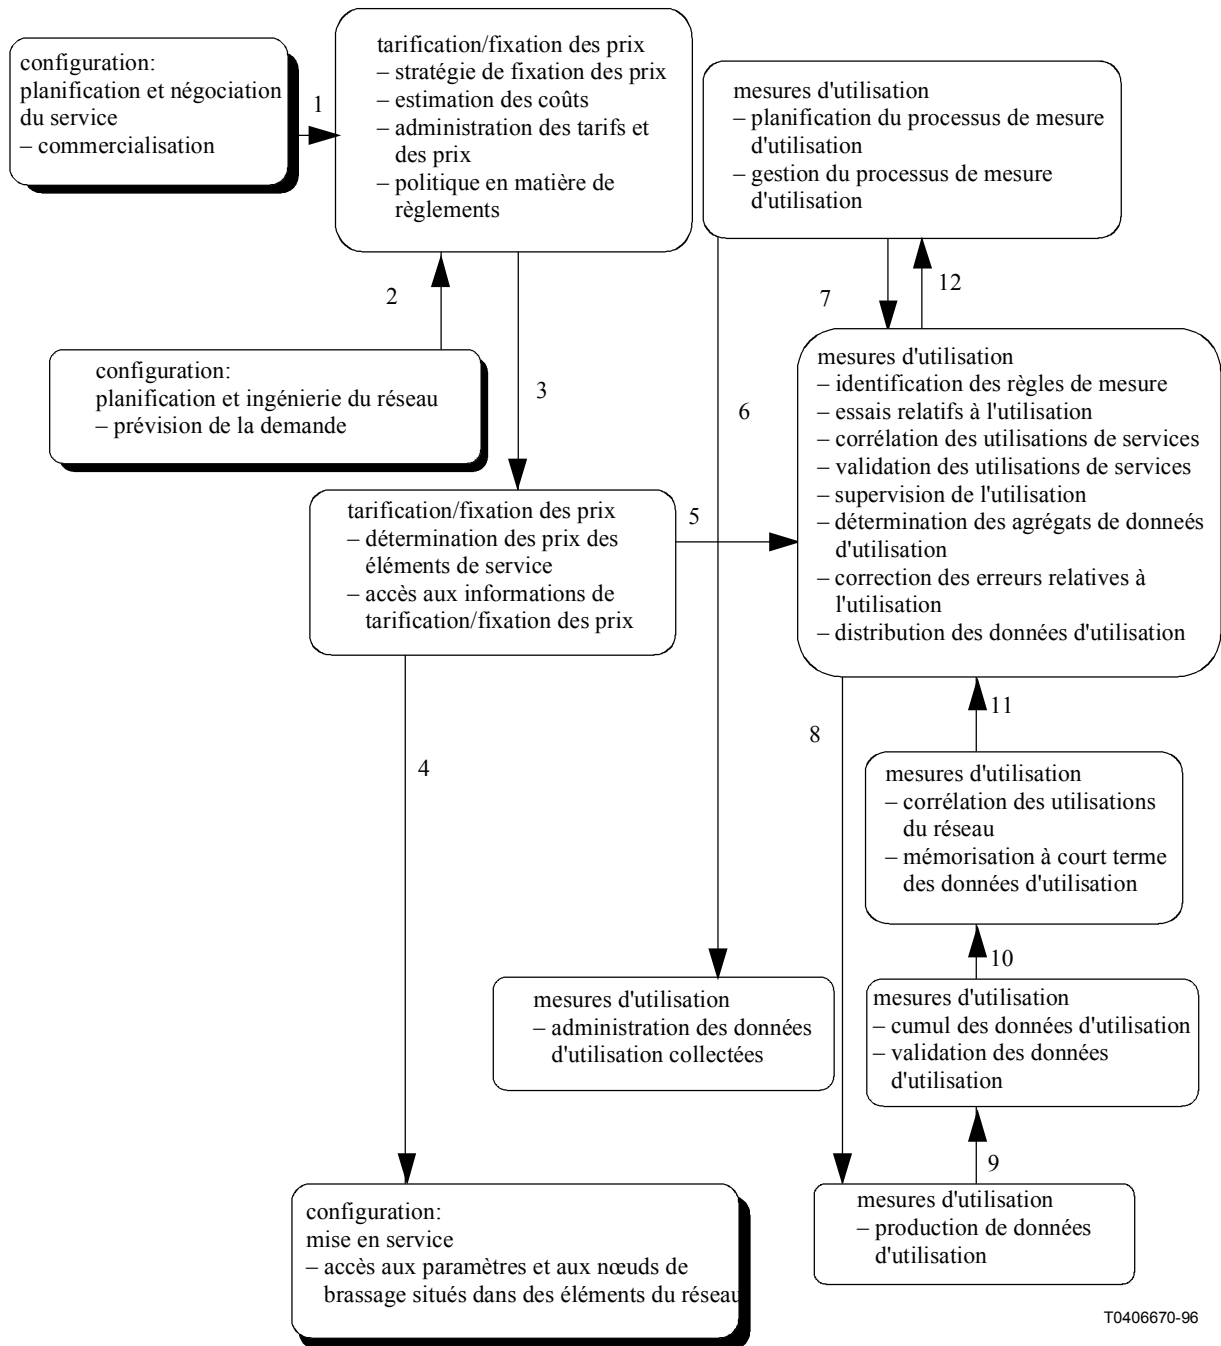 configuration:
planification et négociation
du service
– commercialisation
1
tarification/fixation des prix
– stratégie de fixation des prix
– estimation des coûts
– administration des tarifs et
des prix
– politique en matière de
règlements
mesures d'utilisation
– planification du processus de mesure
d'utilisation
– gestion du processus de mesure
d'utilisation
2
7
12
configuration:
planification et ingénierie du réseau
– prévision de la demande
3
6
mesures d'utilisation
– identification des règles de mesure
– essais relatifs à l'utilisation
– corrélation des utilisations de services
– validation des utilisations de services
– supervision de l'utilisation
– détermination des agrégats de donneés
d'utilisation
– correction des erreurs relatives à
l'utilisation
– distribution des données d'utilisation
tarification/fixation des prix
– détermination des prix des
éléments de service
– accès aux informations de
tarification/fixation des prix
5
4
8
11
mesures d'utilisation
– corrélation des utilisations
du réseau
– mémorisation à court terme
des données d'utilisation
10
mesures d'utilisation
– administration des données
d'utilisation collectées
mesures d'utilisation
– cumul des données d'utilisation
– validation des données
d'utilisation
9
mesures d'utilisation
– production de données
d'utilisation
configuration:
mise en service
– accès aux paramètres et aux nœuds de
brassage situés dans des éléments du réseau
T0406670-96